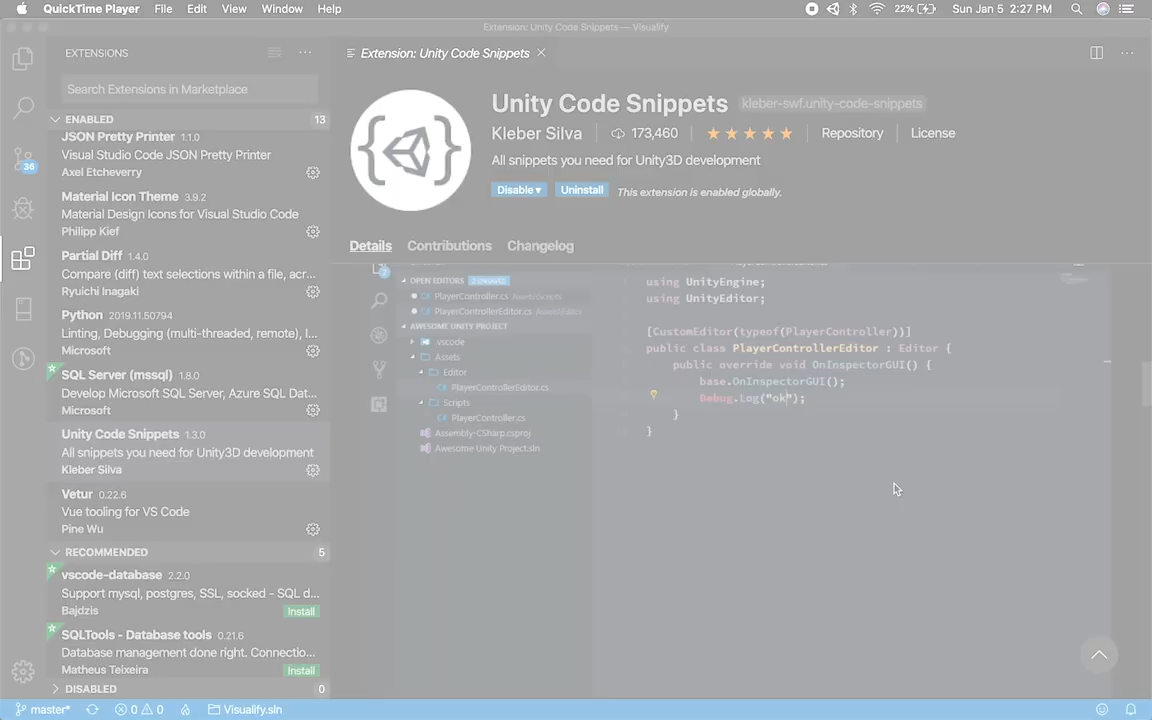 QuickTime Player File Edit View Window Help 22% Sun Jan 5 2:27 PM
Extension: Unity Code Snippets — Visualify
EXTENSIONS
Search Extensions in Marketplace
ENABLED 13
JSON Pretty Printer 1.1.0
Visual Studio Code JSON Pretty Printer
Axel Etcheverry
Material Icon Theme 3.9.2
Material Design Icons for Visual Studio Code
Philipp Kief
Partial Diff 1.4.0
Compare (diff) text selections within a file, acr...
Ryuichi Inagaki
Python 2019.11.50794
Linting, Debugging (multi-threaded, remote), I...
Microsoft
SQL Server (mssql) 1.8.0
Develop Microsoft SQL Server, Azure SQL Dat...
Microsoft
Unity Code Snippets 1.3.0
All snippets you need for Unity3D development
Kleber Silva
Vetur 0.22.6
Vue tooling for VS Code
Pine Wu
RECOMMENDED 5
vscode-database 2.2.0
Support mysql, postgres, SSL, socked - SQL d...
Bajdzis Install
SQLTools - Database tools 0.21.6
Database management done right. Connectio...
Matheus Teixeira Install
DISABLED 0
36
Extension: Unity Code Snippets
Unity Code Snippets kleber-swf.unity-code-snippets
Kleber Silva 173,460 Repository License
All snippets you need for Unity3D development
Disable Uninstall This extension is enabled globally.
Details Contributions Changelog
OPEN EDITORS
PlayerController.cs Assets\Scripts
PlayerControllerEditor.cs Assets\Editor
AWESOME UNITY PROJECT
.vscode
Assets
Editor
PlayerControllerEditor.cs
Scripts
PlayerController.cs
Assembly-CSharp.csproj
Awesome Unity Project.sln
using UnityEngine;
using UnityEditor;
[CustomEditor(typeof(PlayerController))]
public class PlayerControllerEditor : Editor {
public override void OnInspectorGUI() {
base.OnInspectorGUI();
Debug.Log("ok");
}
}
master* 0 0 Visualify.sln